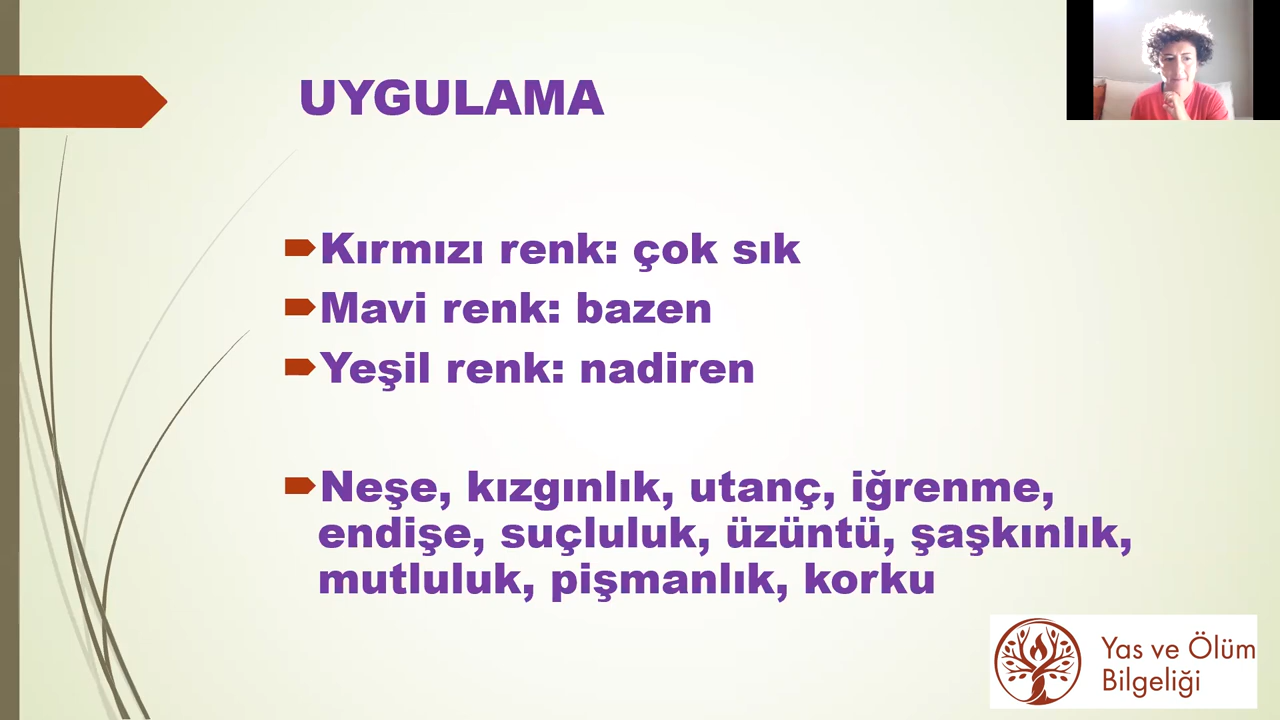 UYGULAMA
Kırmızı renk: çok sık
Mavi renk: bazen
Yeşil renk: nadiren
Neşe, kızgınlık, utanç, iğrenme,
endişe, suçluluk, üzüntü, şaşkınlık,
mutluluk, pişmanlık, korku
Yas ve Ölüm
Bilgeliği